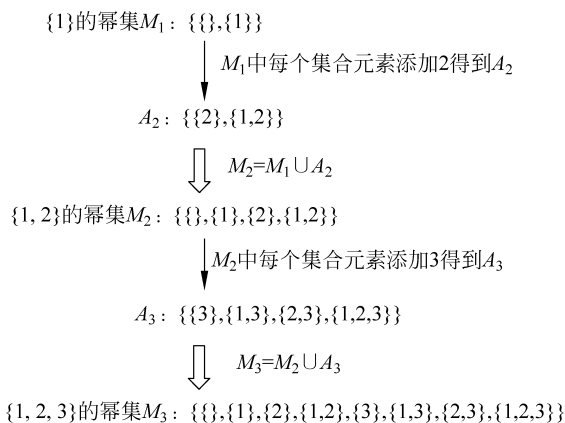 {1}的幂集M₁：{{},{1}}
M₁中每个集合元素添加2得到A₂
A₂：{{2},{1,2}}
M₂=M₁∪A₂
{1, 2}的幂集M₂：{{},{1},{2},{1,2}}
M₂中每个集合元素添加3得到A₃
A₃：{{3},{1,3},{2,3},{1,2,3}}
M₃=M₂∪A₃
{1, 2, 3}的幂集M₃：{{},{1},{2},{1,2},{3},{1,3},{2,3},{1,2,3}}